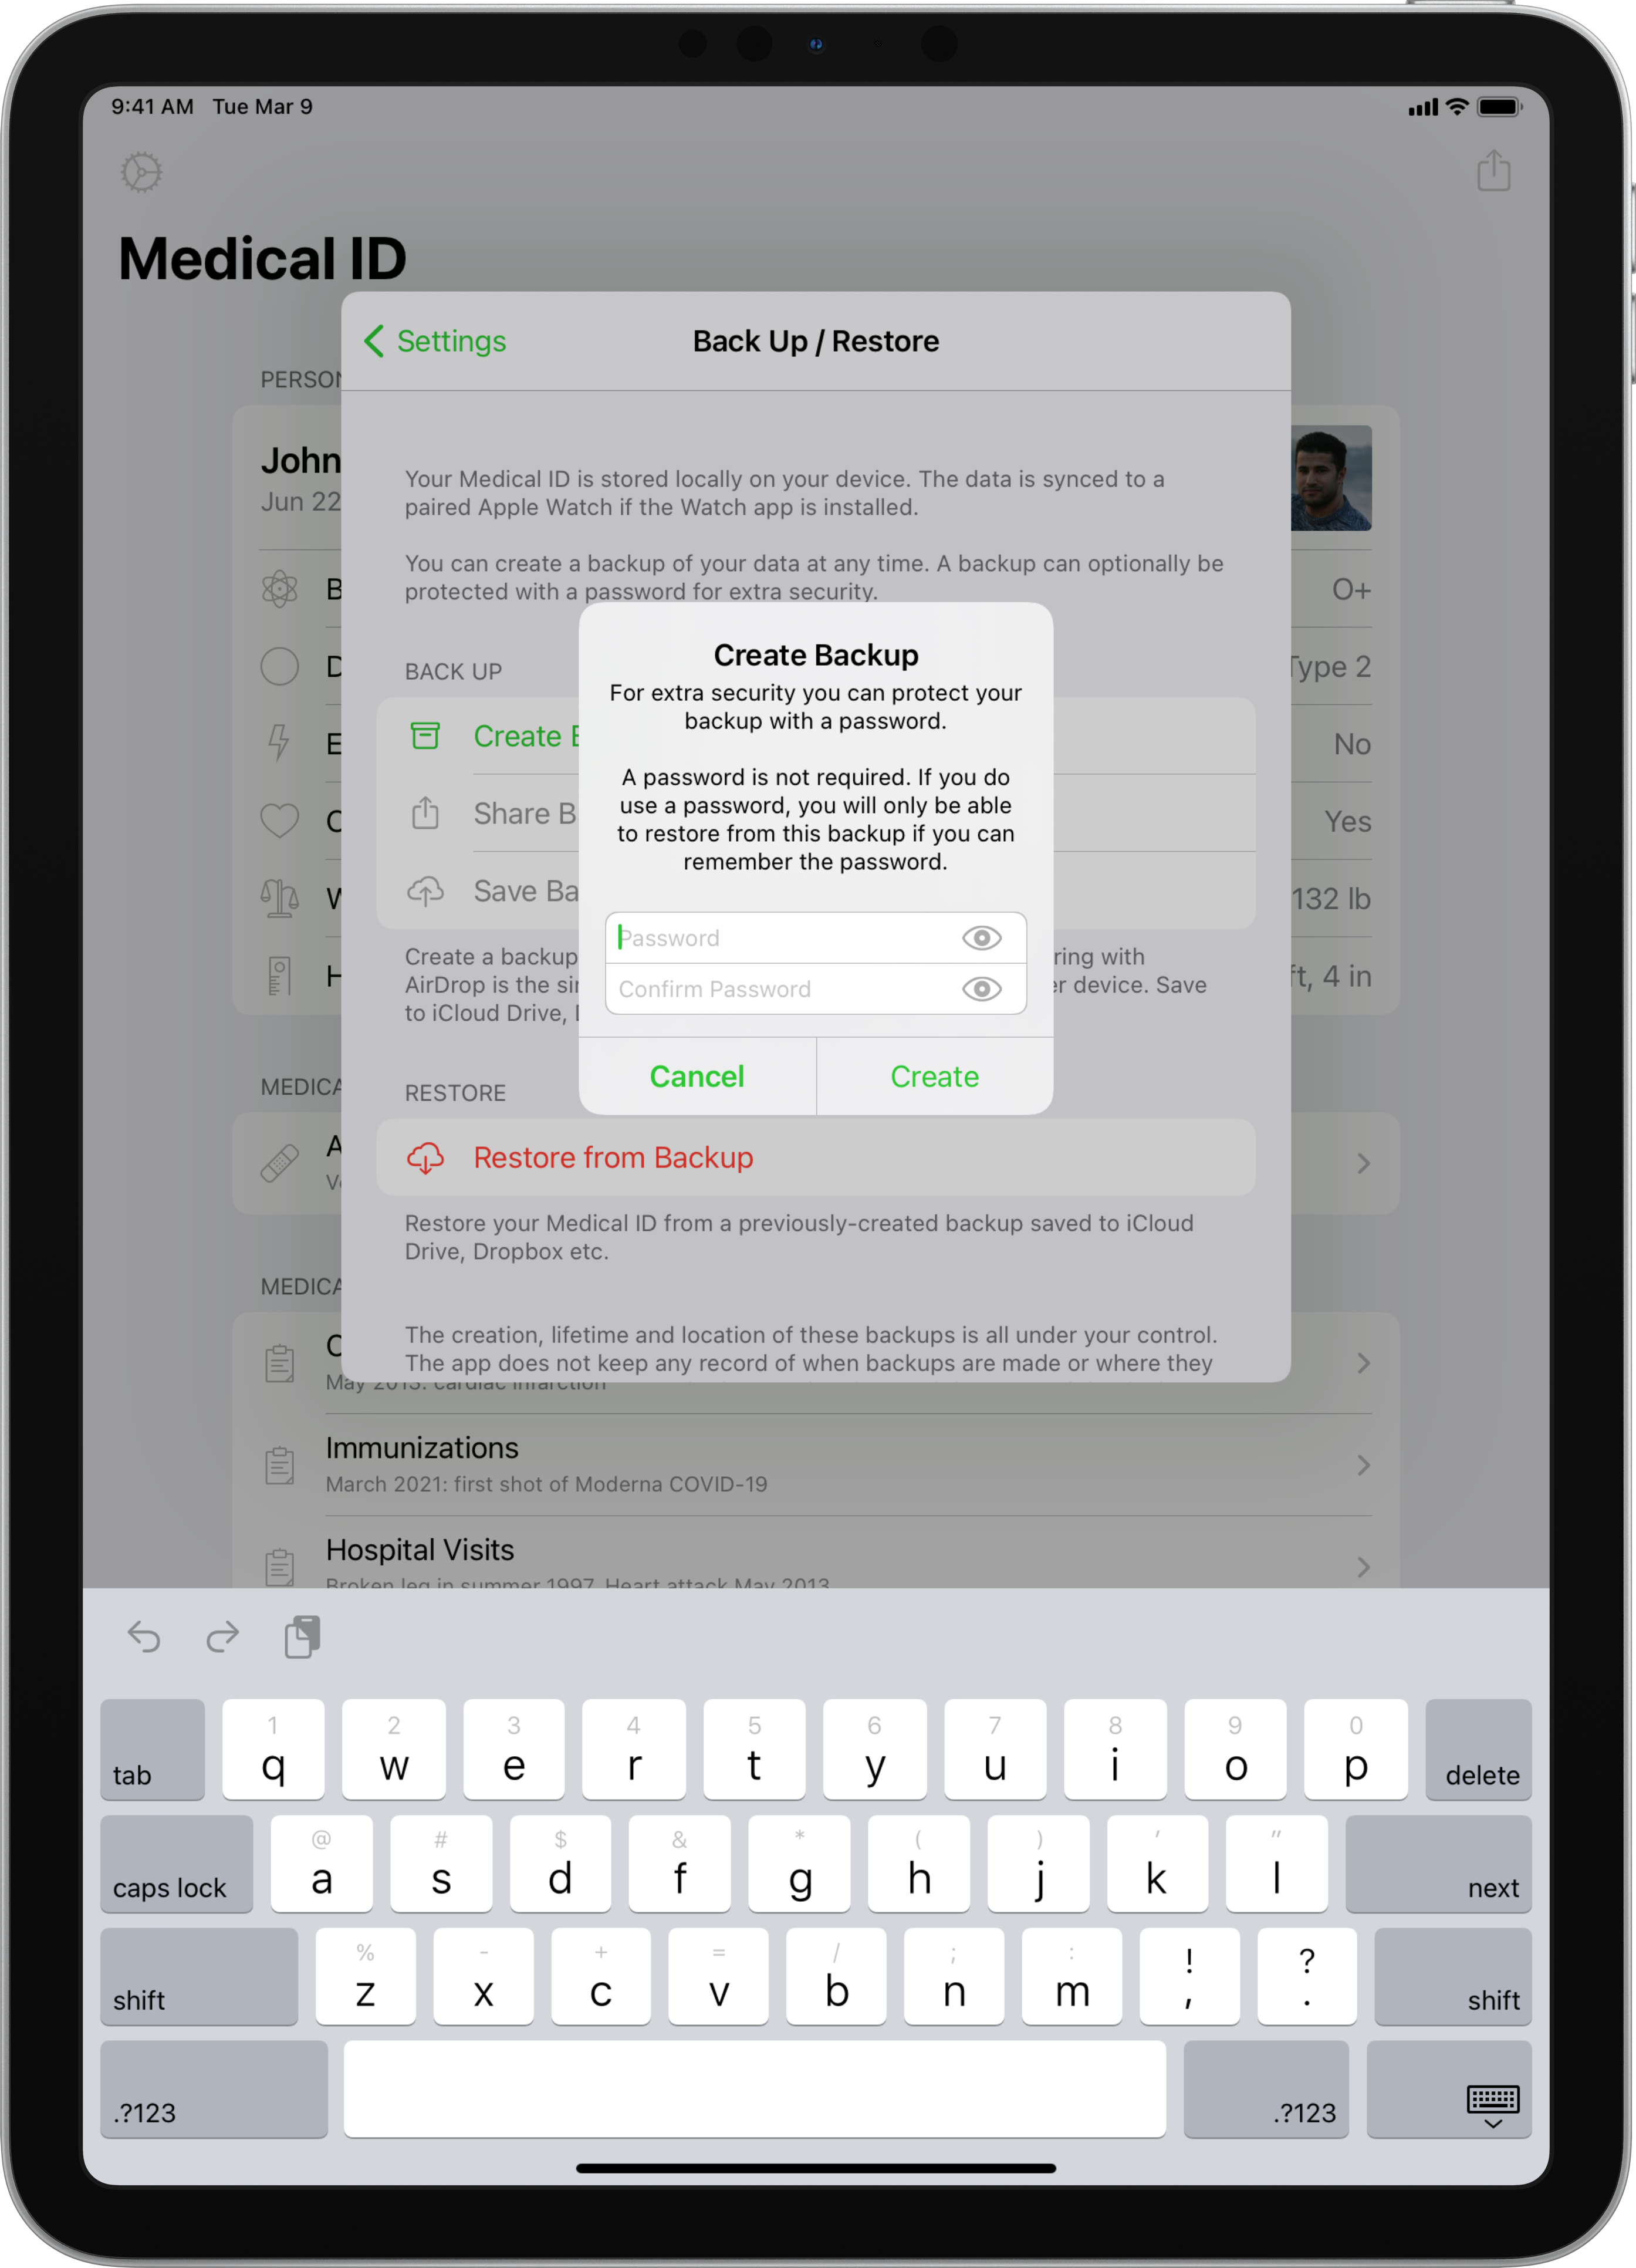 9:41 AM Tue Mar 9
Medical ID
Settings
Back Up / Restore
John
Jun 22
Your Medical ID is stored locally on your device. The data is synced to a
paired Apple Watch if the Watch app is installed.
You can create a backup of your data at any time. A backup can optionally be
protected with a password for extra security.
O+
Type 2
No
Yes
132 lb
ft, 4 in
BACK UP
Create
Share
Save
Create a backup
ring with
AirDrop is the
device. Save
to iCloud Drive,
Create Backup
For extra security you can protect your
backup with a password.
A password is not required. If you do
use a password, you will only be able
to restore from this backup if you can
remember the password.
Password
Confirm Password
Cancel
Create
RESTORE
Restore from Backup
Restore your Medical ID from a previously-created backup saved to iCloud
Drive, Dropbox etc.
The creation, lifetime and location of these backups is all under your control.
The app does not keep any record of when backups are made or where they
May 2013: cardiac infarction
Immunizations
March 2021: first shot of Moderna COVID-19
Hospital Visits
Broken leg in summer 1997. Heart attack May 2013
1 2 3 4 5 6 7 8 9 0
tab q w e r t y u i o p delete
@ # $ & * ( ) ' "
caps lock a s d f g h j k l next
% - + = / ; : ! ?
shift z x c v b n m , . shift
.?123 .?123